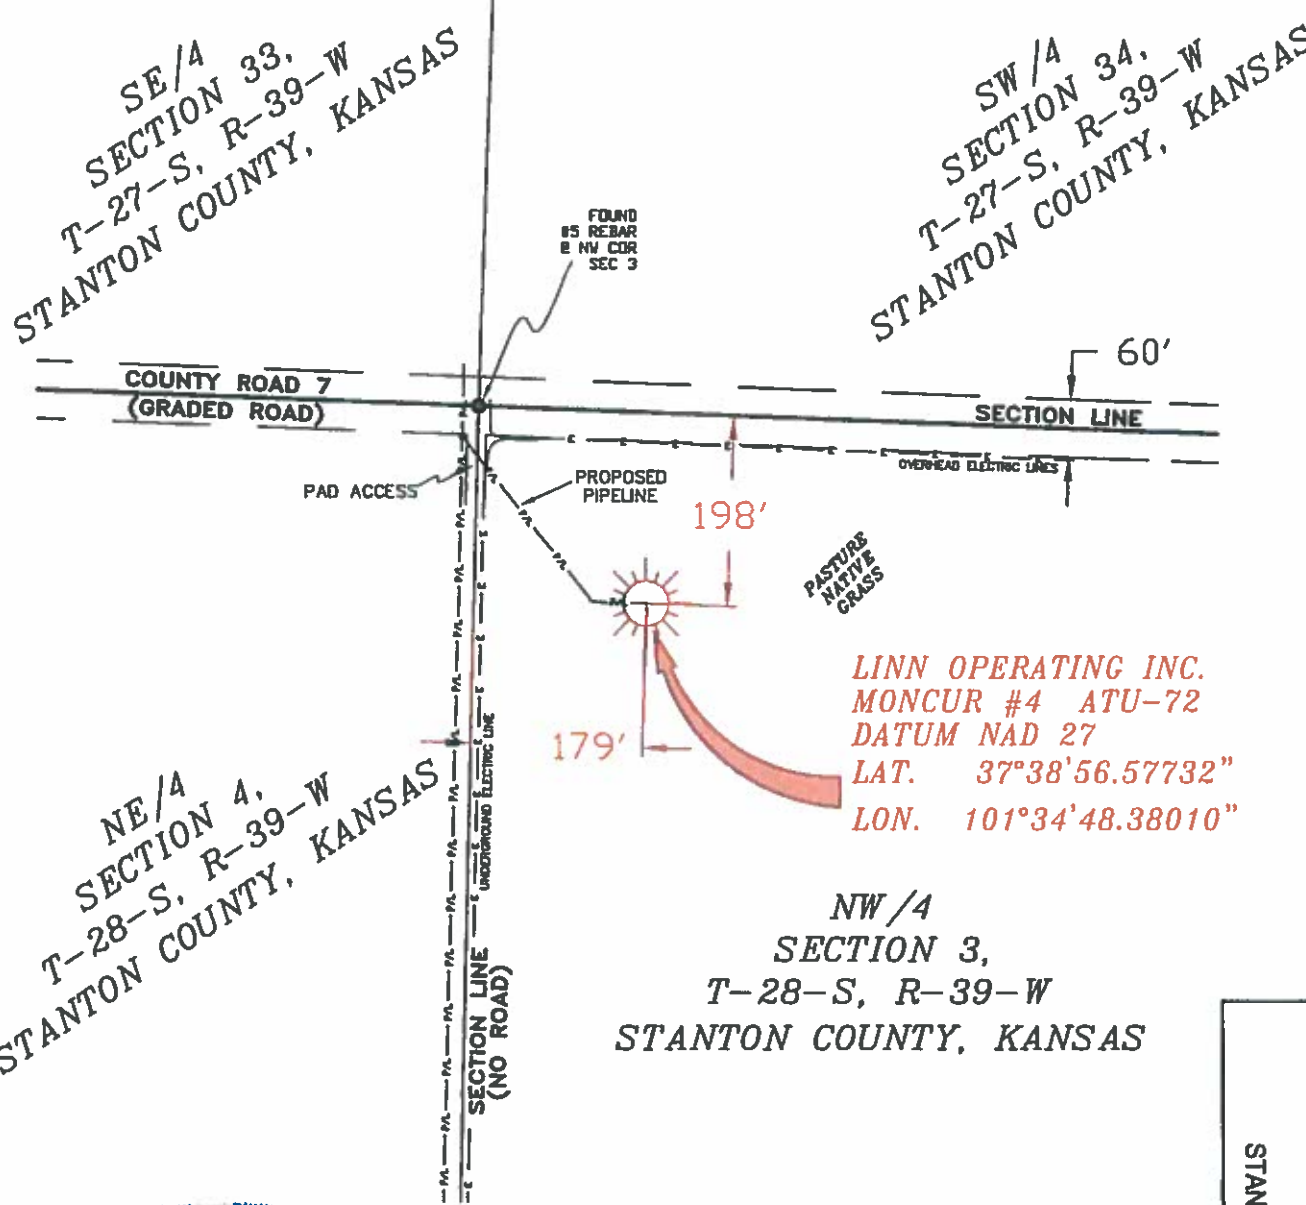 SE/4
SECTION 33,
T-27-S, R-39-W
STANTON COUNTY, KANSAS
SW/4
SECTION 34,
T-27-S, R-39-W
STANTON COUNTY, KANSAS
FOUND
#5 REBAR
@ NW COR
SEC 3
60'
COUNTY ROAD 7
(GRADED ROAD)
SECTION LINE
OVERHEAD ELECTRIC LINES
PAD ACCESS
PROPOSED
PIPELINE
198'
PASTURE
NATIVE
GRASS
179'
LINN OPERATING INC.
MONCUR #4 ATU-72
DATUM NAD 27
LAT. 37°38'56.57732"
LON. 101°34'48.38010"
UNDERGROUND ELECTRIC LINE
NE/4
SECTION 4,
T-28-S, R-39-W
STANTON COUNTY, KANSAS
SECTION LINE
(NO ROAD)
NW/4
SECTION 3,
T-28-S, R-39-W
STANTON COUNTY, KANSAS
STAN